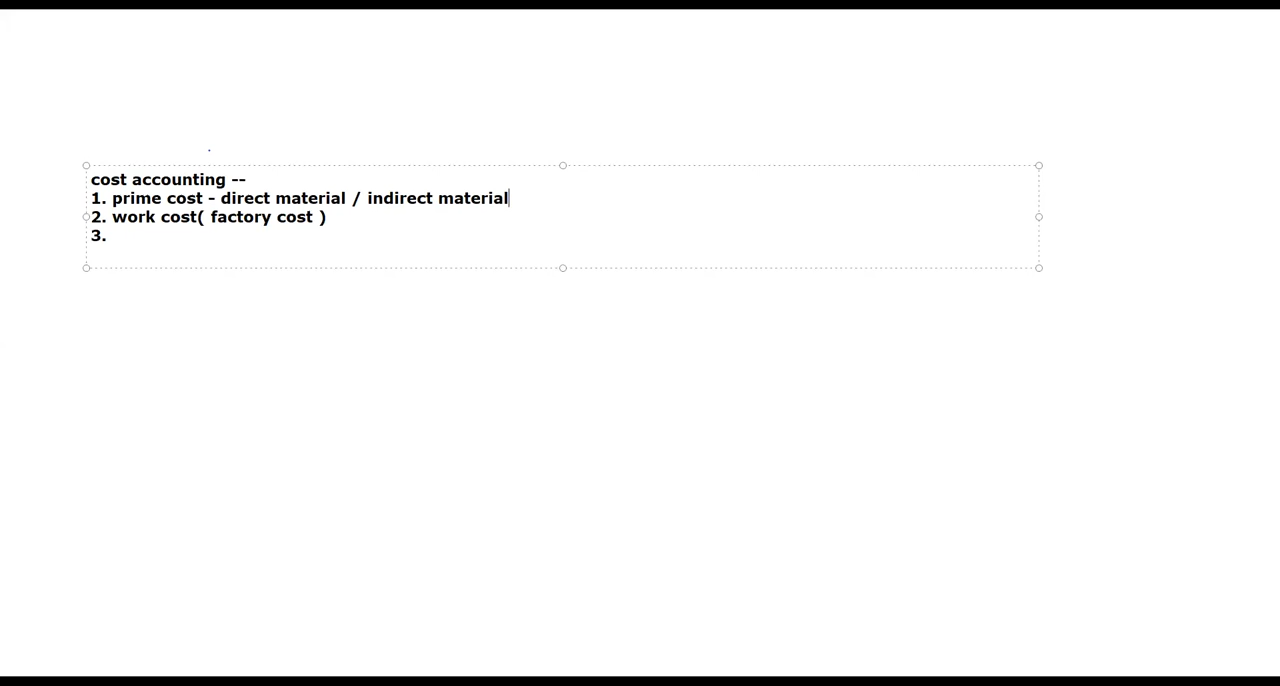 cost accounting --
1. prime cost - direct material / indirect material
2. work cost( factory cost )
3.